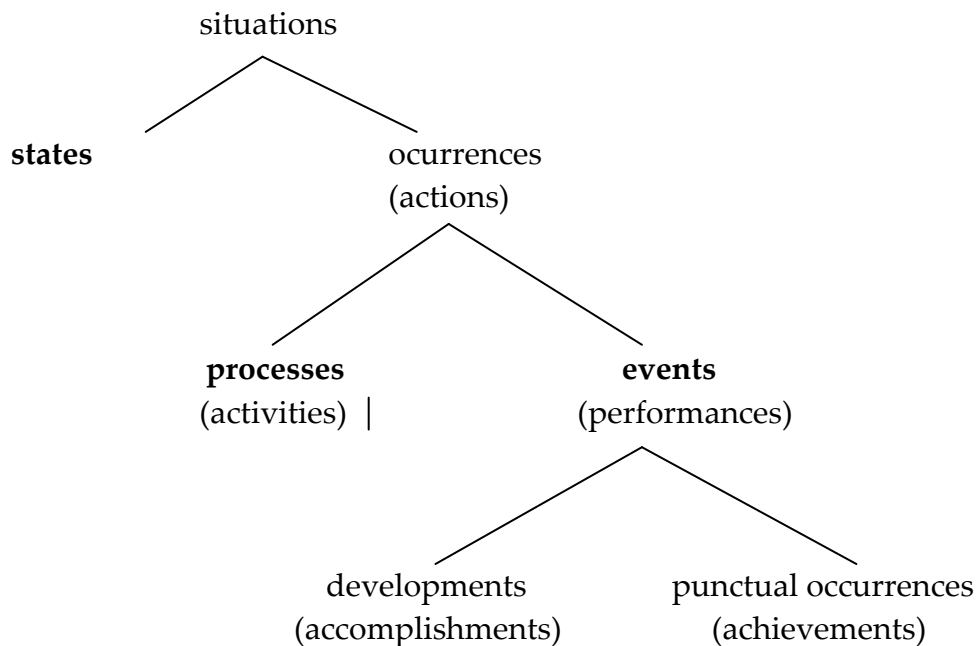 situations
states ocurrences
(actions)
processes events
(activities) | (performances)
developments punctual occurrences
(accomplishments) (achievements)